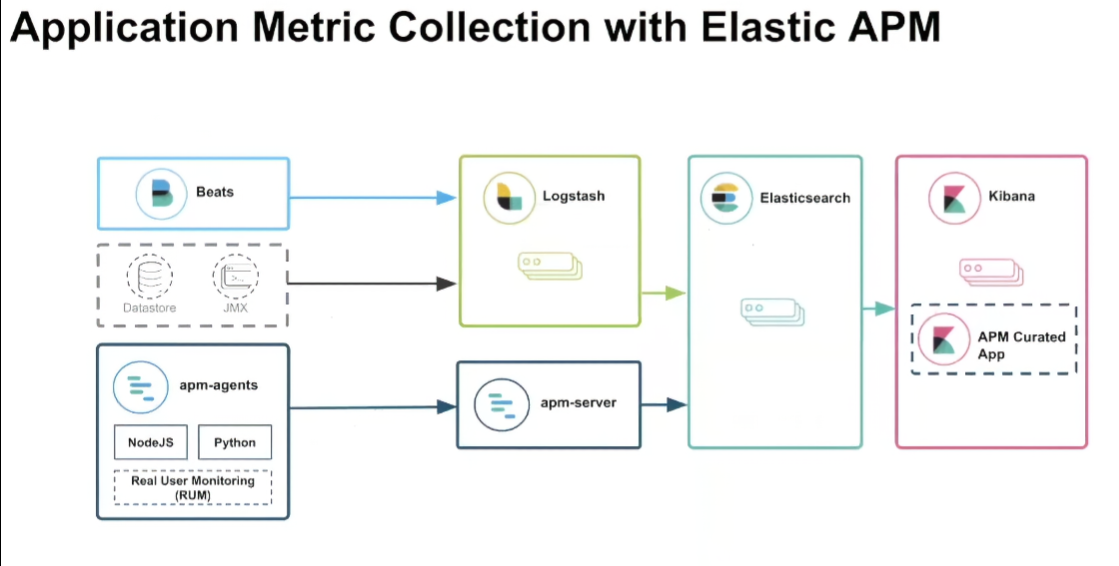 Application Metric Collection with Elastic APM
Beats
Datastore
JMX
apm-agents
NodeJS
Python
Real User Monitoring
(RUM)
Logstash
apm-server
Elasticsearch
Kibana
APM Curated
App